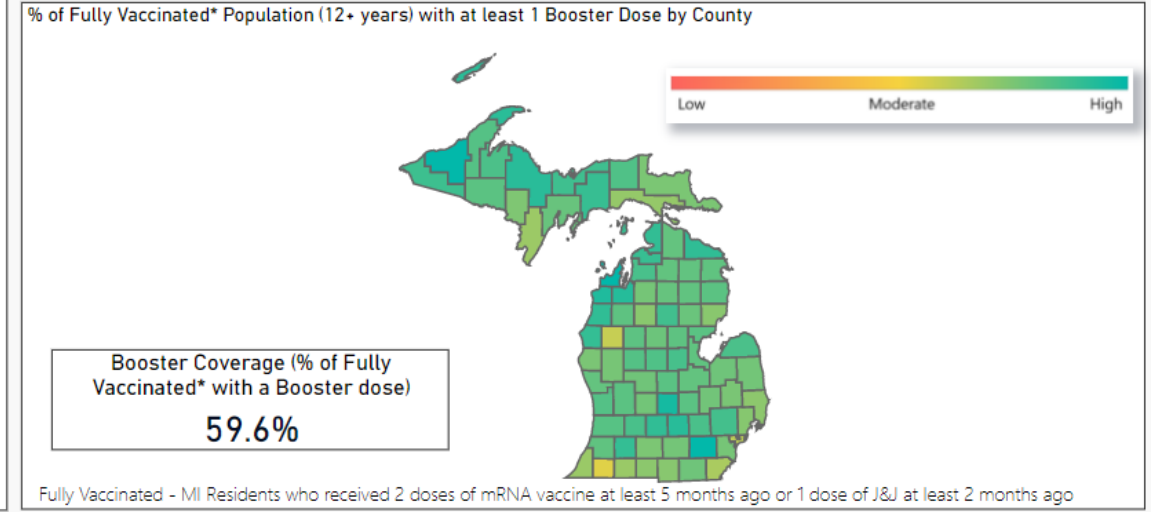 % of Fully Vaccinated* Population (12+ years) with at least 1 Booster Dose by County
Low Moderate High
Booster Coverage (% of Fully
Vaccinated* with a Booster dose)
59.6%
Fully Vaccinated - MI Residents who received 2 doses of mRNA vaccine at least 5 months ago or 1 dose of J&J at least 2 months ago